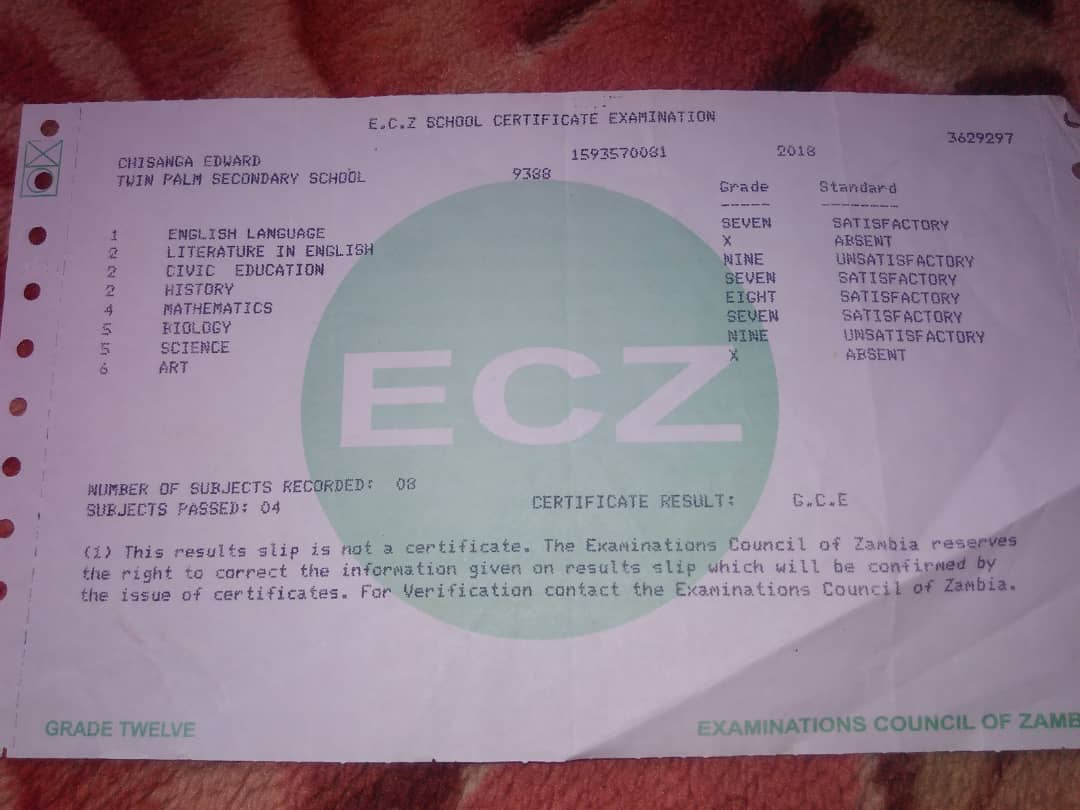 E.C.Z SCHOOL CERTIFICATE EXAMINATION
3629297
CHISANGA EDWARD 1593570081 2018
TWIN PALM SECONDARY SCHOOL 9388
Grade Standard
----- --------
1 ENGLISH LANGUAGE SEVEN SATISFACTORY
2 LITERATURE IN ENGLISH X ABSENT
2 CIVIC EDUCATION NINE UNSATISFACTORY
2 HISTORY SEVEN SATISFACTORY
4 MATHEMATICS EIGHT SATISFACTORY
5 BIOLOGY SEVEN SATISFACTORY
5 SCIENCE NINE UNSATISFACTORY
6 ART X ABSENT
ECZ
NUMBER OF SUBJECTS RECORDED: 08
SUBJECTS PASSED: 04 CERTIFICATE RESULT: G.C.E
(i) This results slip is not a certificate. The Examinations Council of Zambia reserves
the right to correct the information given on results slip which will be confirmed by
the issue of certificates. For Verification contact the Examinations Council of Zambia.
GRADE TWELVE EXAMINATIONS COUNCIL OF ZAMB